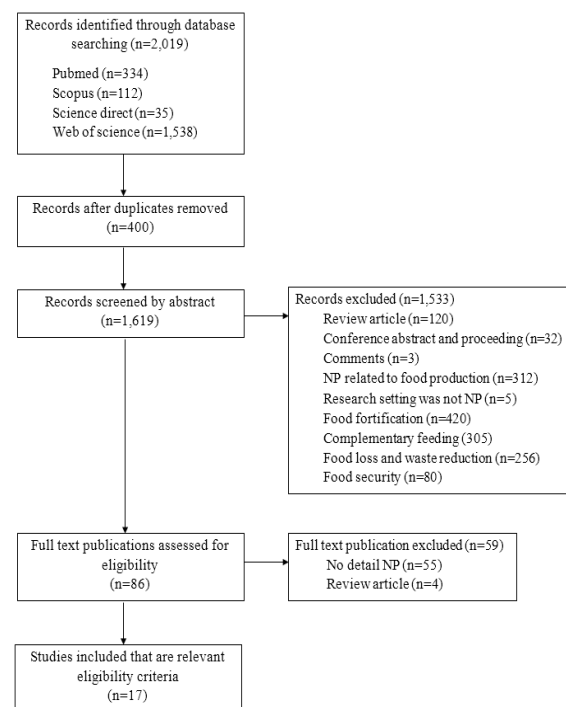 Records identified through database
searching (n=2,019)
Pubmed (n=334)
Scopus (n=112)
Science direct (n=35)
Web of science (n=1,538)
Records after duplicates removed
(n=400)
Records screened by abstract
(n=1,619)
Records excluded (n=1,533)
Review article (n=120)
Conference abstract and proceeding (n=32)
Comments (n=3)
NP related to food production (n=312)
Research setting was not NP (n=5)
Food fortification (n=420)
Complementary feeding (305)
Food loss and waste reduction (n=256)
Food security (n=80)
Full text publications assessed for
eligibility
(n=86)
Full text publication excluded (n=59)
No detail NP (n=55)
Review article (n=4)
Studies included that are relevant
eligibility criteria
(n=17)